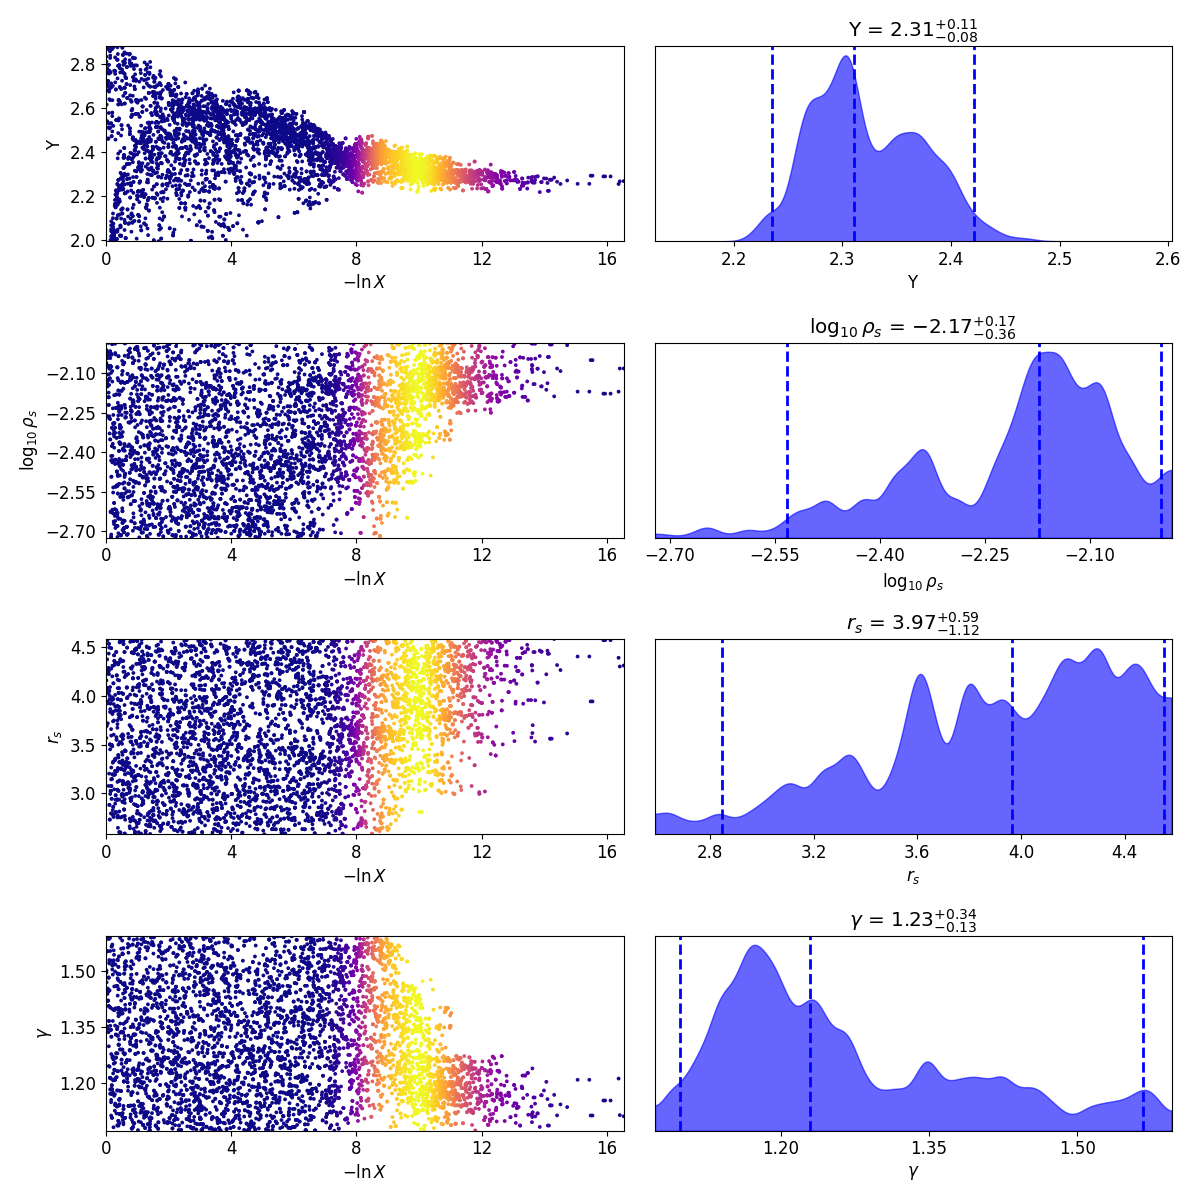 Y = 2.31^{+0.11}_{−0.08}
2.8
2.6
2.4
2.2
2.0
Y
0 4 8 12 16
−ln X
2.2 2.3 2.4 2.5 2.6
Y
log₁₀ ρₛ = −2.17^{+0.17}_{−0.36}
−2.10
−2.25
−2.40
−2.55
−2.70
log₁₀ ρₛ
0 4 8 12 16
−ln X
−2.70 −2.55 −2.40 −2.25 −2.10
log₁₀ ρₛ
rₛ = 3.97^{+0.59}_{−1.12}
4.5
4.0
3.5
3.0
rₛ
0 4 8 12 16
−ln X
2.8 3.2 3.6 4.0 4.4
rₛ
γ = 1.23^{+0.34}_{−0.13}
1.50
1.35
1.20
γ
0 4 8 12 16
−ln X
1.20 1.35 1.50
γ